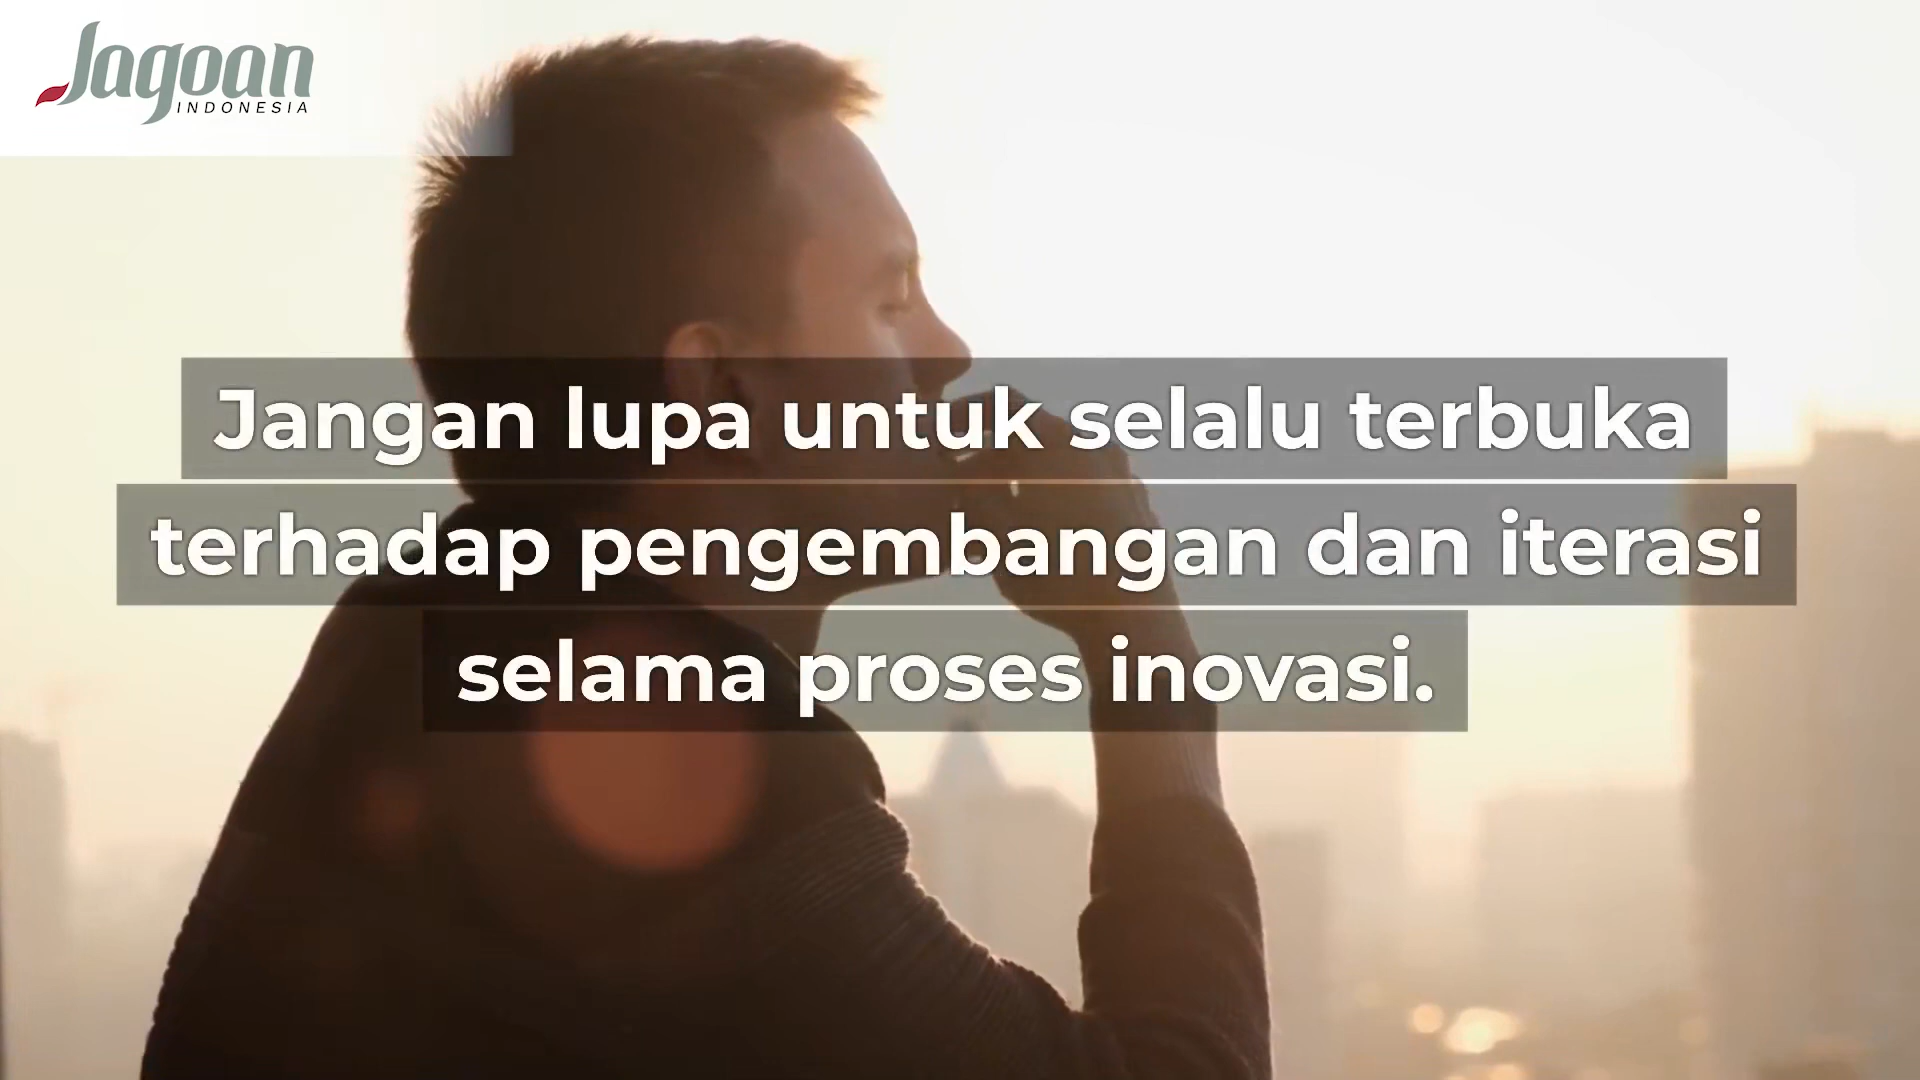 Jagoan
INDONESIA
Jangan lupa untuk selalu terbuka
terhadap pengembangan dan iterasi
selama proses inovasi.